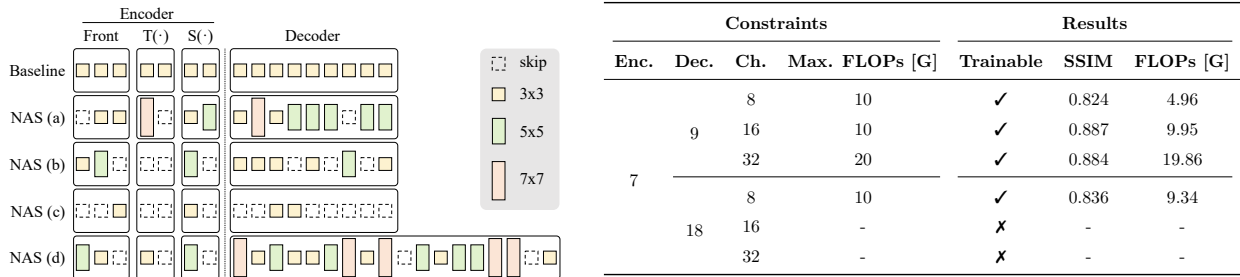 Encoder
Front T(·) S(·) Decoder
Baseline
NAS (a)
NAS (b)
NAS (c)
NAS (d)
skip
3x3
5x5
7x7
Constraints Results
Enc. Dec. Ch. Max. FLOPs [G] Trainable SSIM FLOPs [G]
7 9 8 10 ✓ 0.824 4.96
16 10 ✓ 0.887 9.95
32 20 ✓ 0.884 19.86
18 8 10 ✓ 0.836 9.34
16 - ✗ - -
32 - ✗ - -